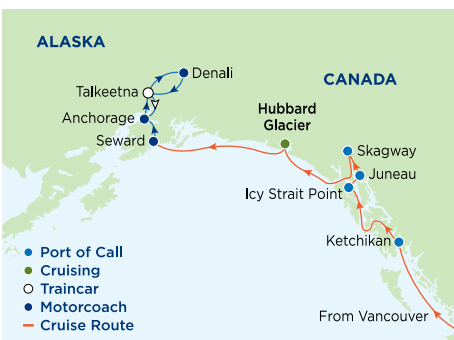 ALASKA
Denali
CANADA
Talkeetna
Hubbard
Glacier
Anchorage
Seward
Skagway
Juneau
Icy Strait Point
Ketchikan
Port of Call
Cruising
Traincar
Motorcoach
Cruise Route
From Vancouver